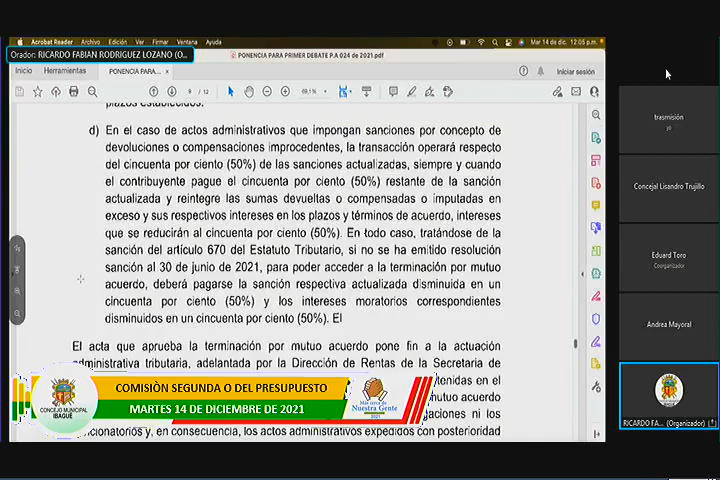 Acrobat Reader Archivo Edición Ver Firmar Ventana Ayuda
Mar 14 de dic. 12:05 p.m.
Orador: RICARDO FABIAN RODRIGUEZ LOZANO (O...
PONENCIA PARA PRIMER DEBATE P.A 024 de 2021.pdf
Inicio Herramientas PONENCIA PARA... × Iniciar sesión
9 / 12 69,1%
plazos establecidos.
d) En el caso de actos administrativos que impongan sanciones por concepto de
devoluciones o compensaciones improcedentes, la transacción operará respecto
del cincuenta por ciento (50%) de las sanciones actualizadas, siempre y cuando
el contribuyente pague el cincuenta por ciento (50%) restante de la sanción
actualizada y reintegre las sumas devueltas o compensadas o imputadas en
exceso y sus respectivos intereses en los plazos y términos de acuerdo, intereses
que se reducirán al cincuenta por ciento (50%). En todo caso, tratándose de la
sanción del artículo 670 del Estatuto Tributario, si no se ha emitido resolución
sanción al 30 de junio de 2021, para poder acceder a la terminación por mutuo
acuerdo, deberá pagarse la sanción respectiva actualizada disminuida en un
cincuenta por ciento (50%) y los intereses moratorios correspondientes
disminuidos en un cincuenta por ciento (50%). El
El acta que aprueba la terminación por mutuo acuerdo pone fin a la actuación
administrativa tributaria, adelantada por la Dirección de Rentas de la Secretaria de
tenidas en el
mutuo acuerdo
gaciones ni los
ncionatorios y, en consecuencia, los actos administrativos expedidos con posterioridad
COMISIÒN SEGUNDA O DEL PRESUPUESTO
MARTES 14 DE DICIEMBRE DE 2021
CONCEJO MUNICIPAL
IBAGUÉ
Más cerca de
Nuestra Gente
2021
trasmisión
yo
Concejal Lisandro Trujillo
Eduard Toro
Coorganizador
Andrea Mayoral
RICARDO FA... (Organizador)